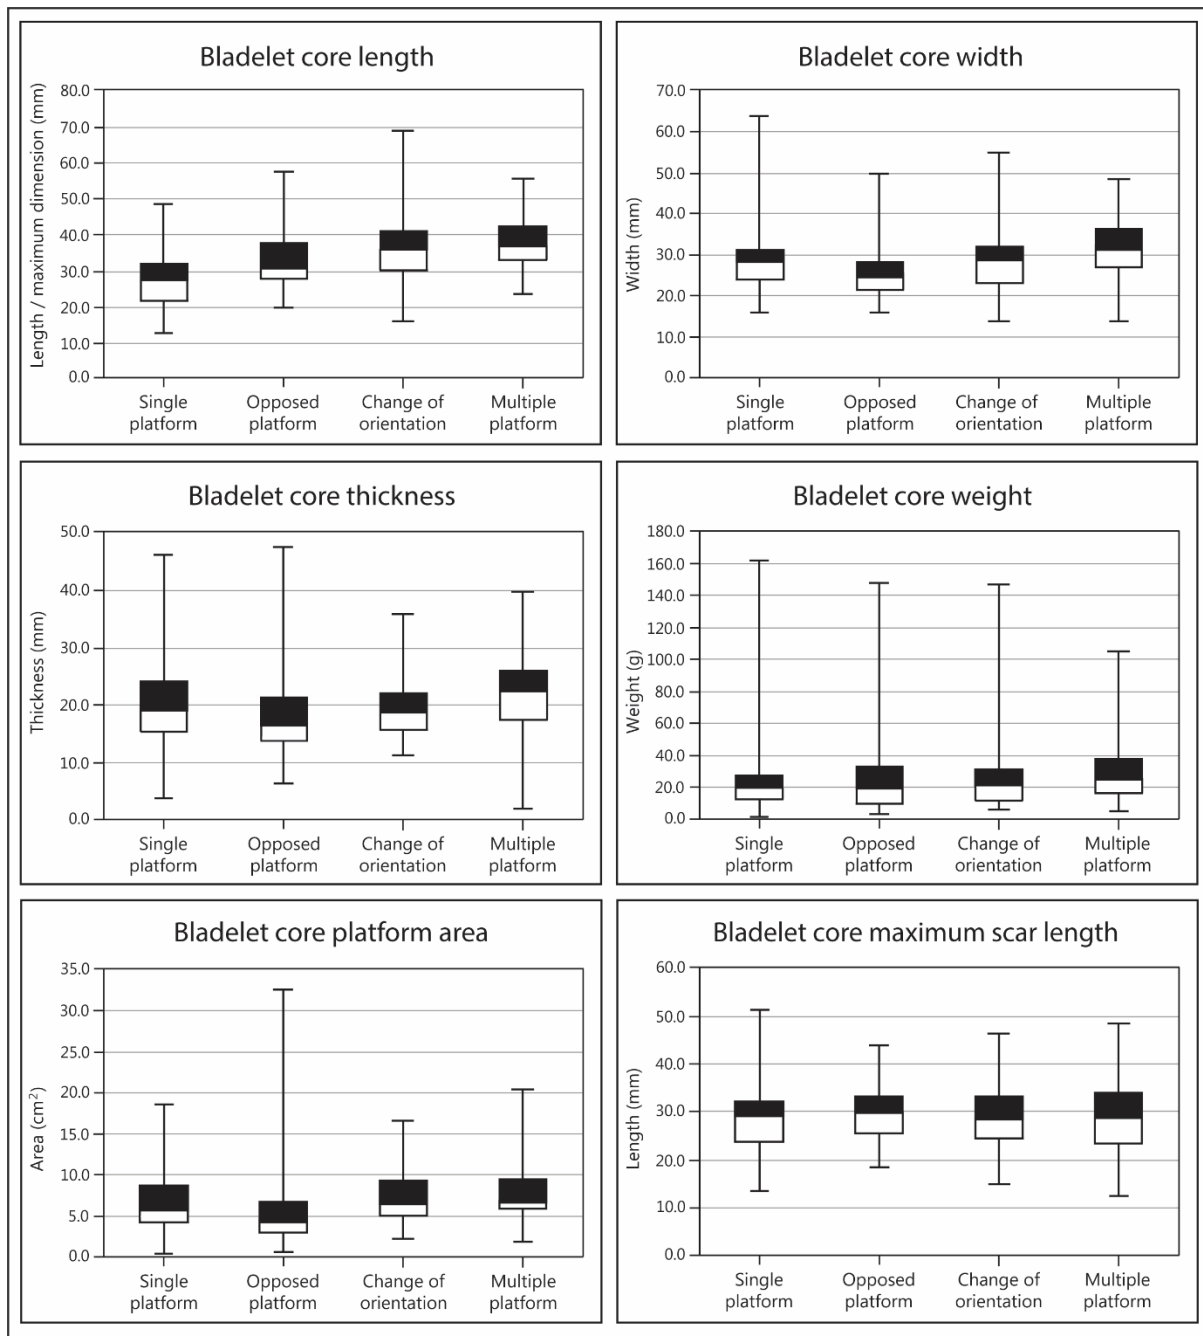 Bladelet core length
Length / maximum dimension (mm)
80.0
70.0
60.0
50.0
40.0
30.0
20.0
10.0
0.0
Single platform
Opposed platform
Change of orientation
Multiple platform
Bladelet core width
Width (mm)
70.0
60.0
50.0
40.0
30.0
20.0
10.0
0.0
Single platform
Opposed platform
Change of orientation
Multiple platform
Bladelet core thickness
Thickness (mm)
50.0
40.0
30.0
20.0
10.0
0.0
Single platform
Opposed platform
Change of orientation
Multiple platform
Bladelet core weight
Weight (g)
180.0
160.0
140.0
120.0
100.0
80.0
60.0
40.0
20.0
0.0
Single platform
Opposed platform
Change of orientation
Multiple platform
Bladelet core platform area
Area (cm²)
35.0
30.0
25.0
20.0
15.0
10.0
5.0
0.0
Single platform
Opposed platform
Change of orientation
Multiple platform
Bladelet core maximum scar length
Length (mm)
60.0
50.0
40.0
30.0
20.0
10.0
0.0
Single platform
Opposed platform
Change of orientation
Multiple platform